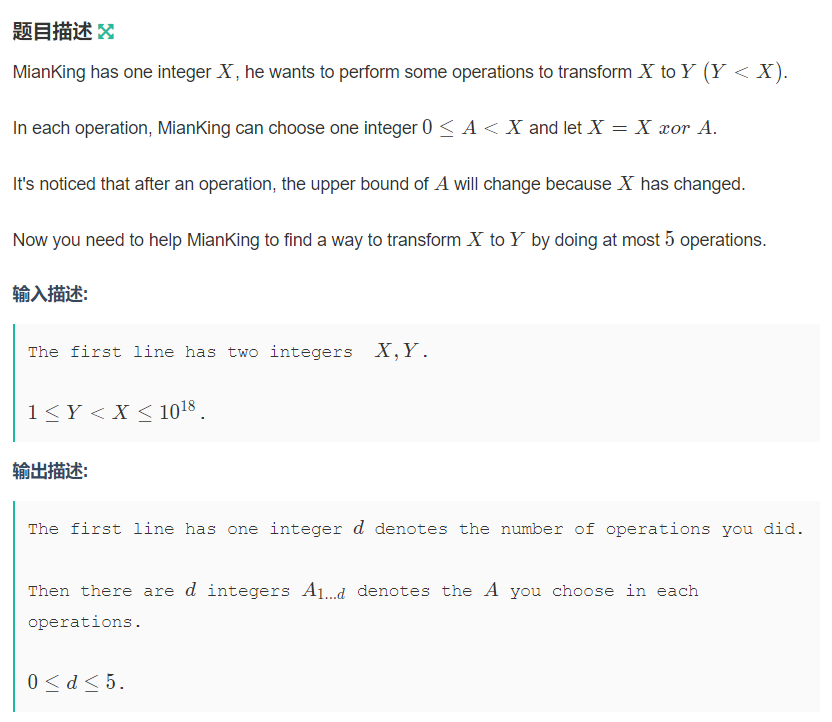 题目描述
MianKing has one integer X, he wants to perform some operations to transform X to Y (Y < X).
In each operation, MianKing can choose one integer 0 ≤ A < X and let X = X xor A.
It's noticed that after an operation, the upper bound of A will change because X has changed.
Now you need to help MianKing to find a way to transform X to Y by doing at most 5 operations.
输入描述:
The first line has two integers X, Y.
1 ≤ Y < X ≤ 10^18.
输出描述:
The first line has one integer d denotes the number of operations you did.
Then there are d integers A_{1...d} denotes the A you choose in each
operations.
0 ≤ d ≤ 5.